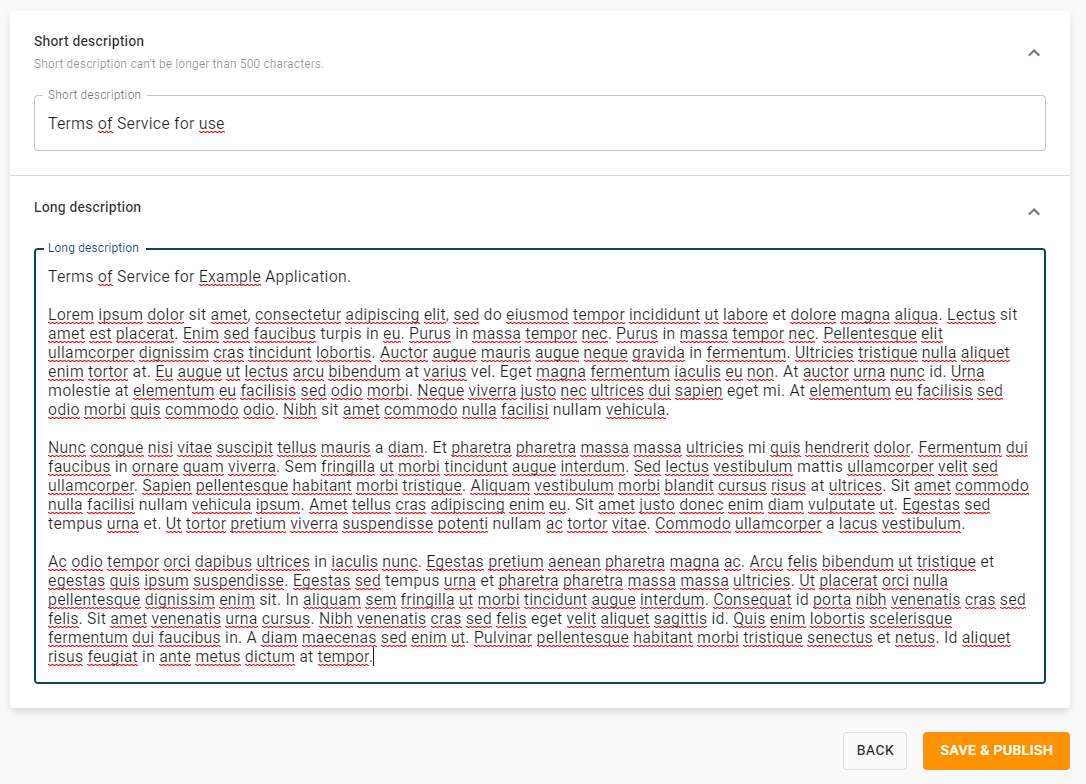 Short description
Short description can't be longer than 500 characters.
Short description
Terms of Service for use
Long description
Long description
Terms of Service for Example Application.
Lorem ipsum dolor sit amet, consectetur adipiscing elit, sed do eiusmod tempor incididunt ut labore et dolore magna aliqua. Lectus sit
amet est placerat. Enim sed faucibus turpis in eu. Purus in massa tempor nec. Purus in massa tempor nec. Pellentesque elit
ullamcorper dignissim cras tincidunt lobortis. Auctor augue mauris augue neque gravida in fermentum. Ultricies tristique nulla aliquet
enim tortor at. Eu augue ut lectus arcu bibendum at varius vel. Eget magna fermentum iaculis eu non. At auctor urna nunc id. Urna
molestie at elementum eu facilisis sed odio morbi. Neque viverra justo nec ultrices dui sapien eget mi. At elementum eu facilisis sed
odio morbi quis commodo odio. Nibh sit amet commodo nulla facilisi nullam vehicula.
Nunc congue nisi vitae suscipit tellus mauris a diam. Et pharetra pharetra massa massa ultricies mi quis hendrerit dolor. Fermentum dui
faucibus in ornare quam viverra. Sem fringilla ut morbi tincidunt augue interdum. Sed lectus vestibulum mattis ullamcorper velit sed
ullamcorper. Sapien pellentesque habitant morbi tristique. Aliquam vestibulum morbi blandit cursus risus at ultrices. Sit amet commodo
nulla facilisi nullam vehicula ipsum. Amet tellus cras adipiscing enim eu. Sit amet justo donec enim diam vulputate ut. Egestas sed
tempus urna et. Ut tortor pretium viverra suspendisse potenti nullam ac tortor vitae. Commodo ullamcorper a lacus vestibulum.
Ac odio tempor orci dapibus ultrices in iaculis nunc. Egestas pretium aenean pharetra magna ac. Arcu felis bibendum ut tristique et
egestas quis ipsum suspendisse. Egestas sed tempus urna et pharetra pharetra massa massa ultricies. Ut placerat orci nulla
pellentesque dignissim enim sit. In aliquam sem fringilla ut morbi tincidunt augue interdum. Consequat id porta nibh venenatis cras sed
felis. Sit amet venenatis urna cursus. Nibh venenatis cras sed felis eget velit aliquet sagittis id. Quis enim lobortis scelerisque
fermentum dui faucibus in. A diam maecenas sed enim ut. Pulvinar pellentesque habitant morbi tristique senectus et netus. Id aliquet
risus feugiat in ante metus dictum at tempor.
BACK
SAVE & PUBLISH